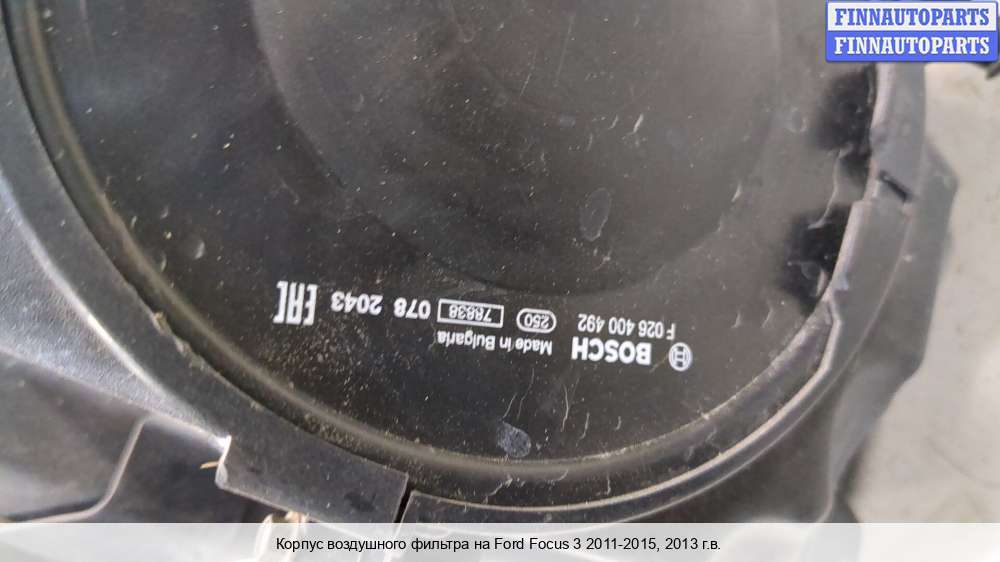 FINNAUTOPARTS
FINNAUTOPARTS
BOSCH Made in Bulgaria
F 026 400 492 250 78838 078 2043 EAC
Корпус воздушного фильтра на Ford Focus 3 2011-2015, 2013 г.в.